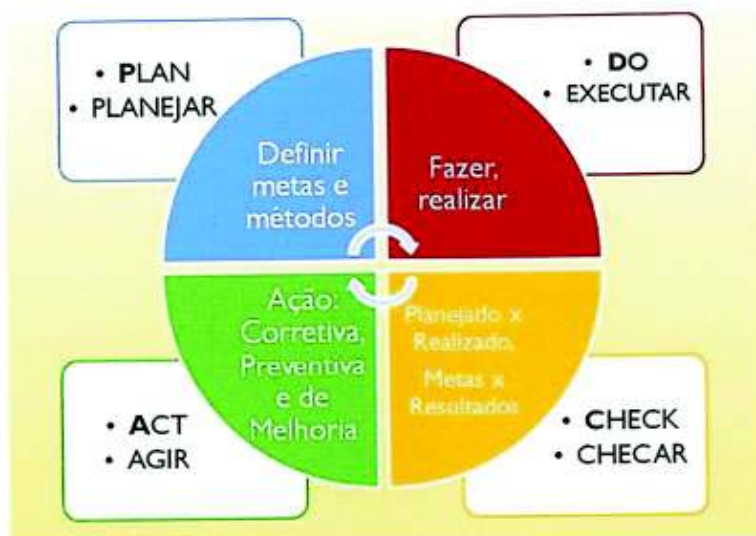 • PLAN
• PLANEJAR
• DO
• EXECUTAR
Definir
metas e
métodos
Fazer,
realizar
Ação:
Corretiva,
Preventiva
e de
Melhoria
Planejado x
Realizado,
Metas x
Resultados
• ACT
• AGIR
• CHECK
• CHECAR